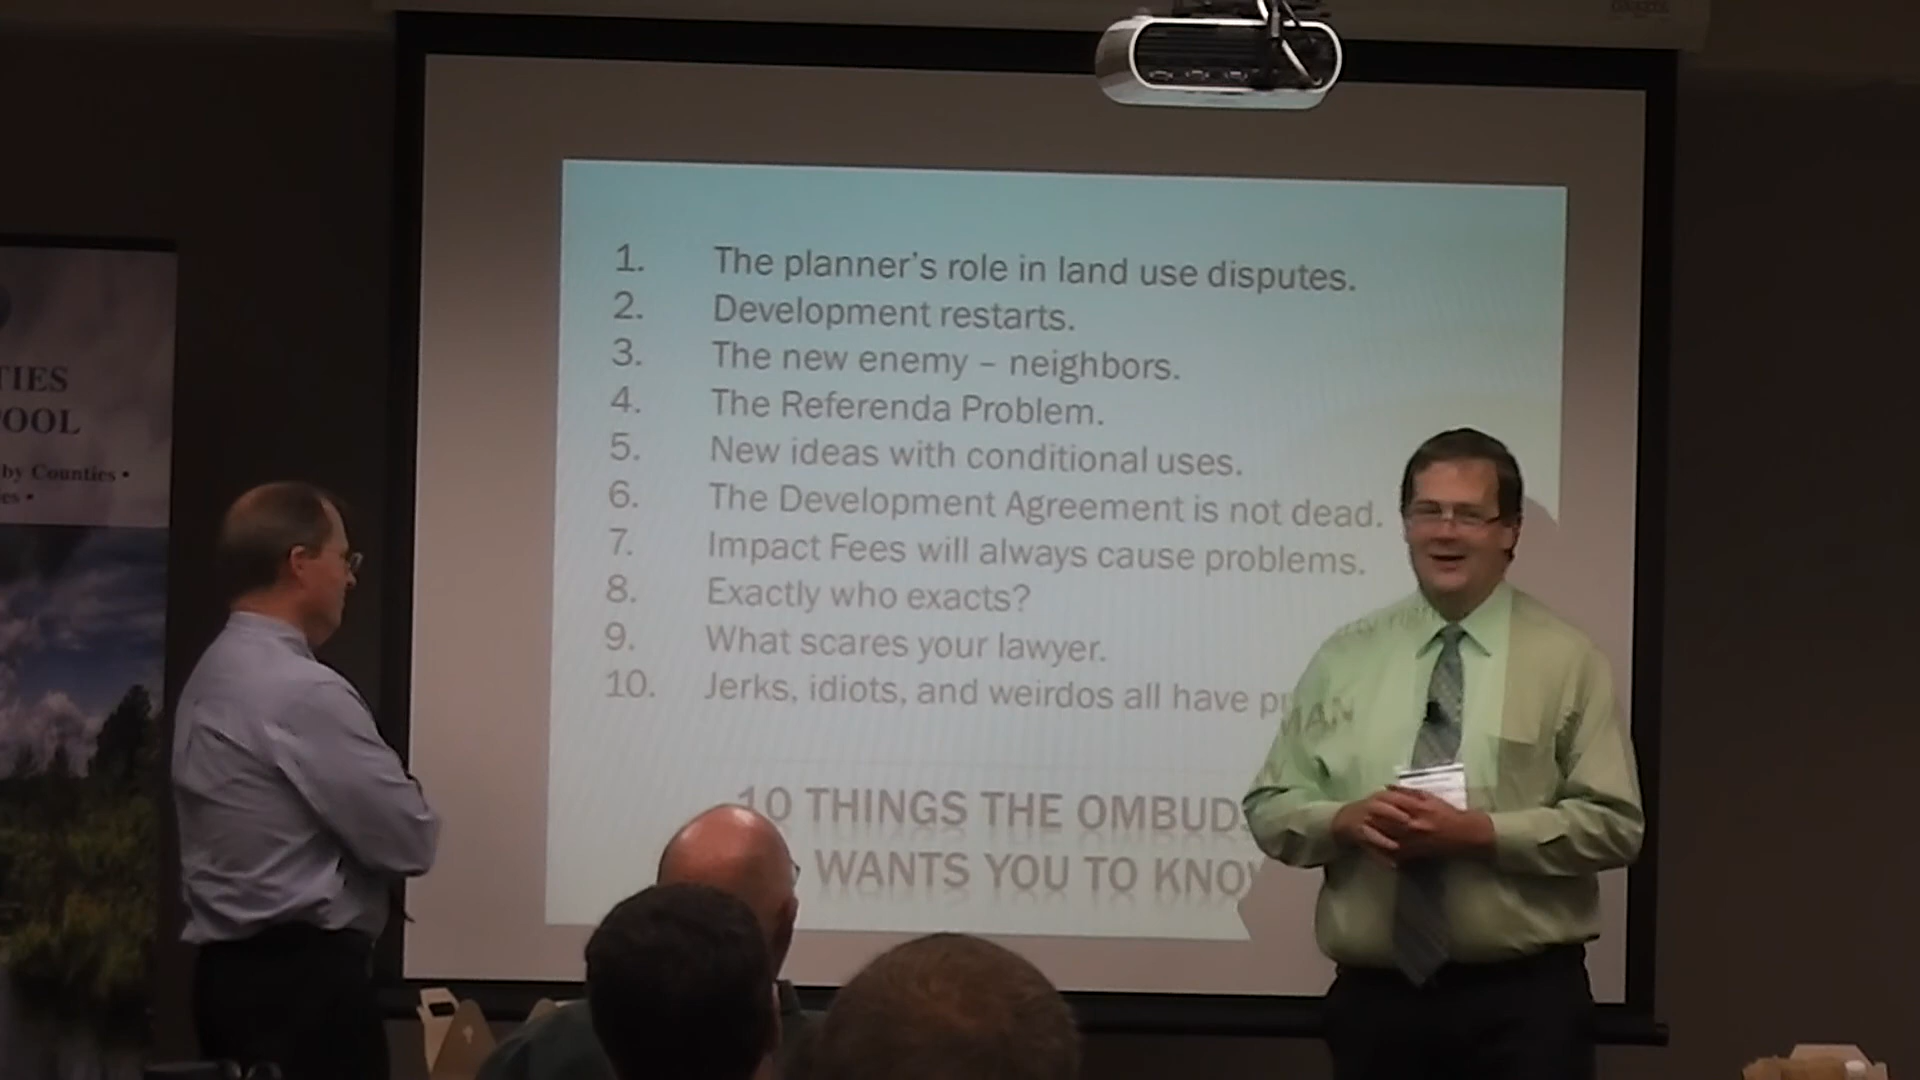 TIES
OOL
by Counties •
es •
1. The planner's role in land use disputes.
2. Development restarts.
3. The new enemy – neighbors.
4. The Referenda Problem.
5. New ideas with conditional uses.
6. The Development Agreement is not dead.
7. Impact Fees will always cause problems.
8. Exactly who exacts?
9. What scares your lawyer.
10. Jerks, idiots, and weirdos all have p
10 THINGS THE OMBUDSMAN
WANTS YOU TO KNOW